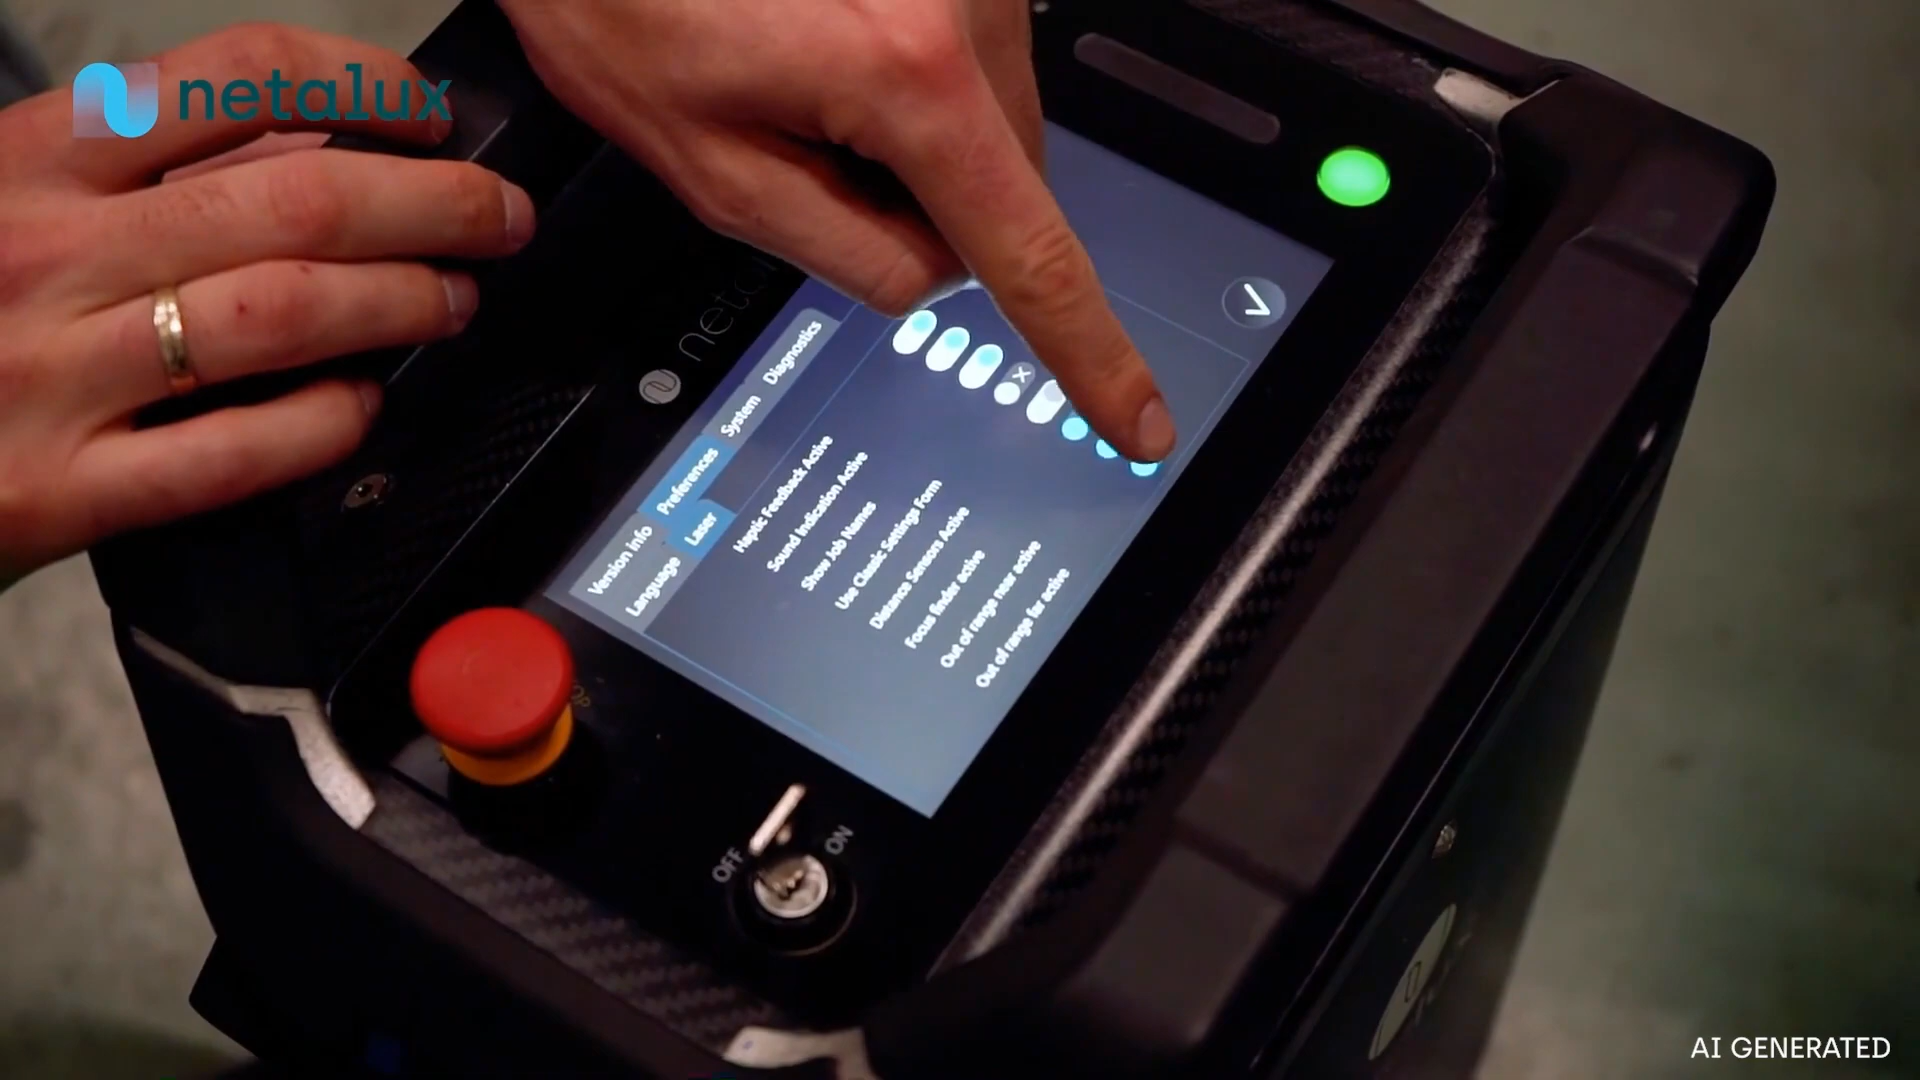 netalux
Version info
Preferences
System
Diagnostics
Language
Laser
Haptic Feedback Active
Sound Indication Active
Show Job Names
Use Classic Settings Form
Distance Sensors Active
Focus finder active
Out of range near active
Out of range far active
OFF
ON
AI GENERATED